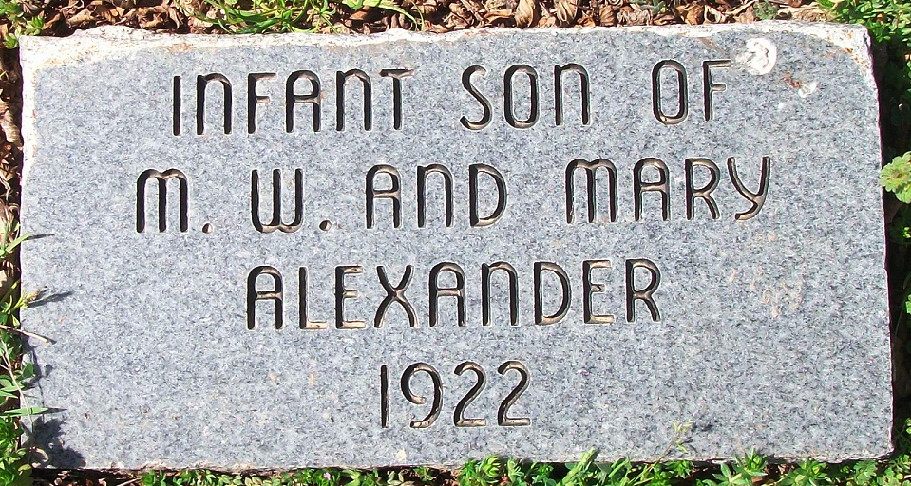 INFANT SON OF
M. W. AND MARY
ALEXANDER
1922